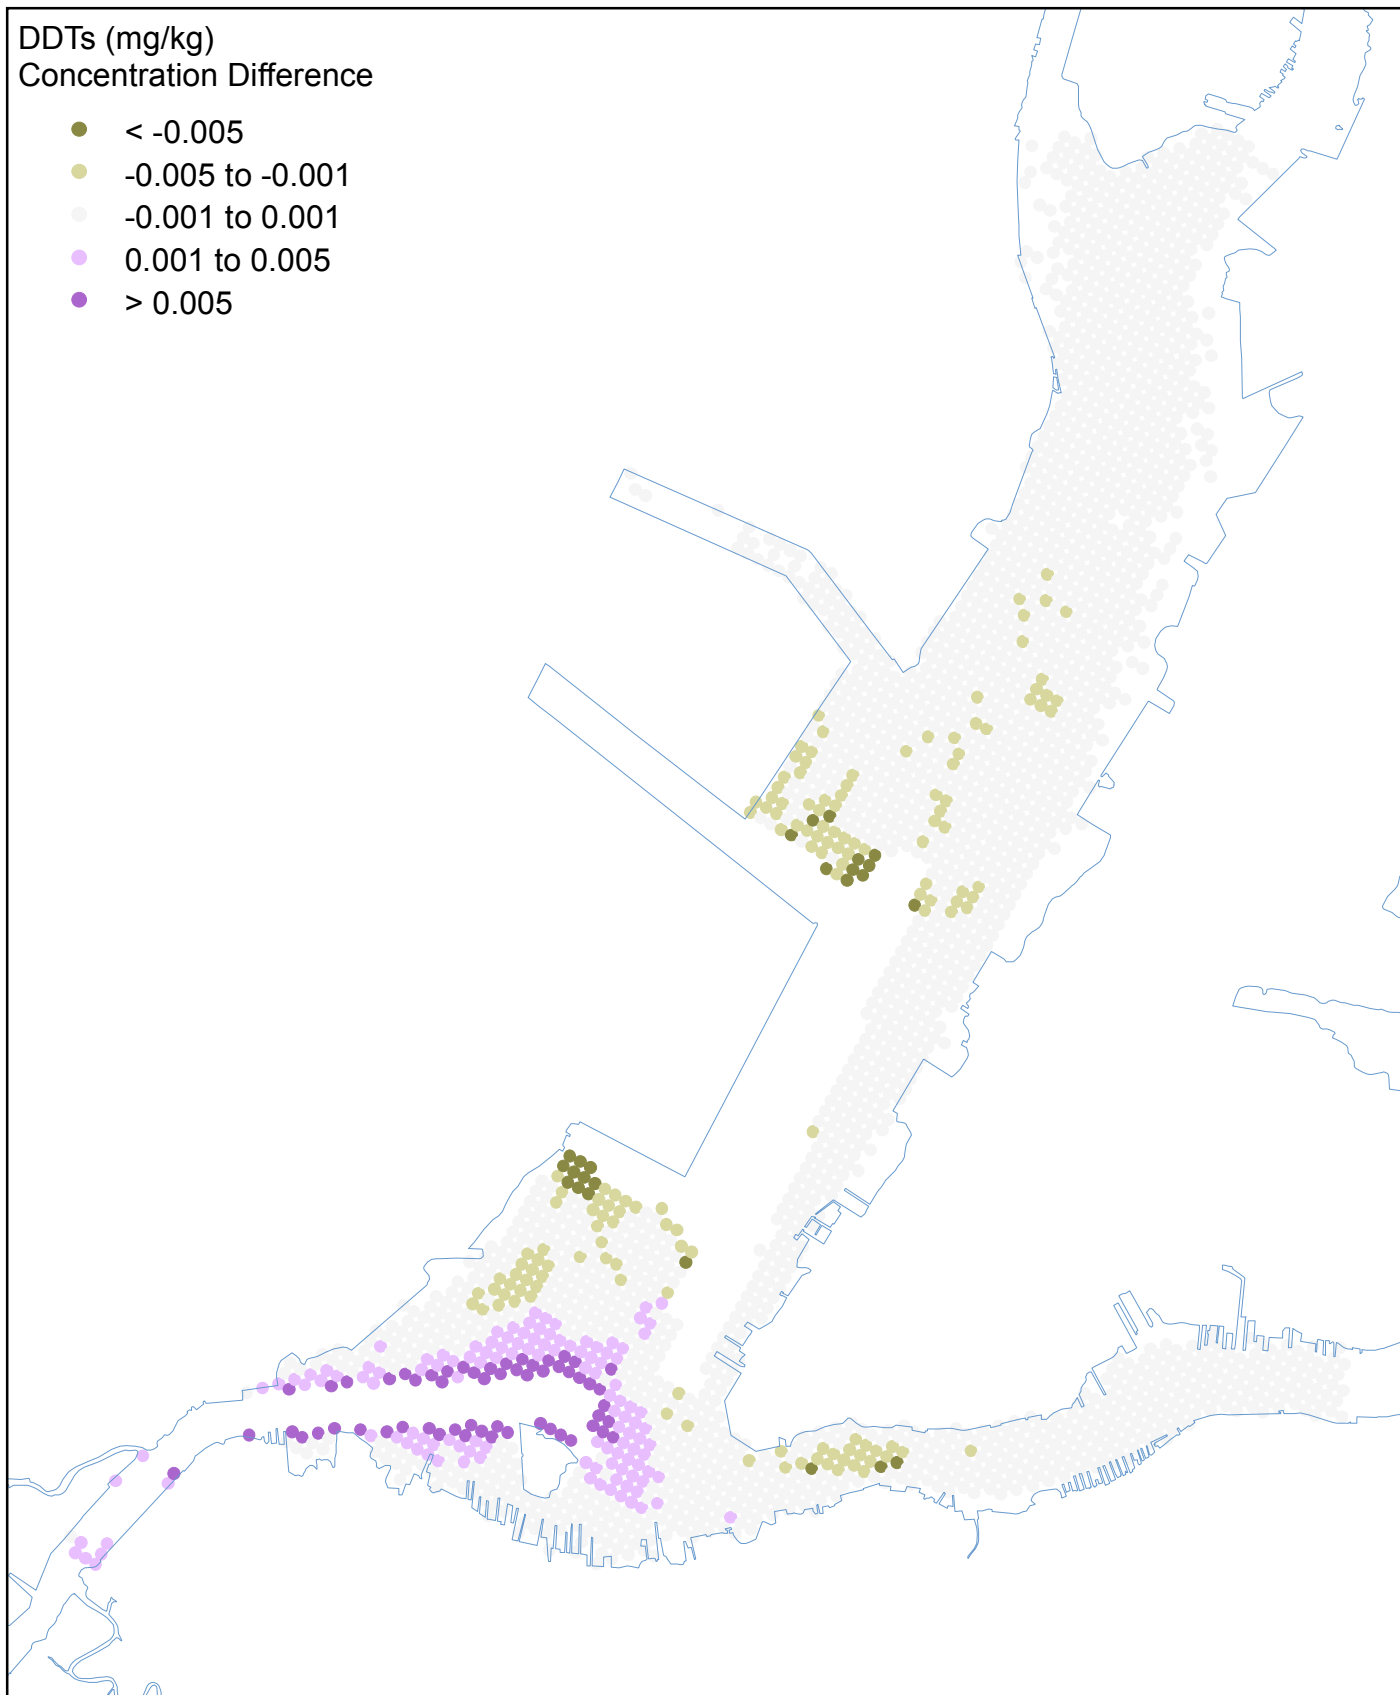 DDTs (mg/kg)
Concentration Difference
< -0.005
-0.005 to -0.001
-0.001 to 0.001
0.001 to 0.005
> 0.005